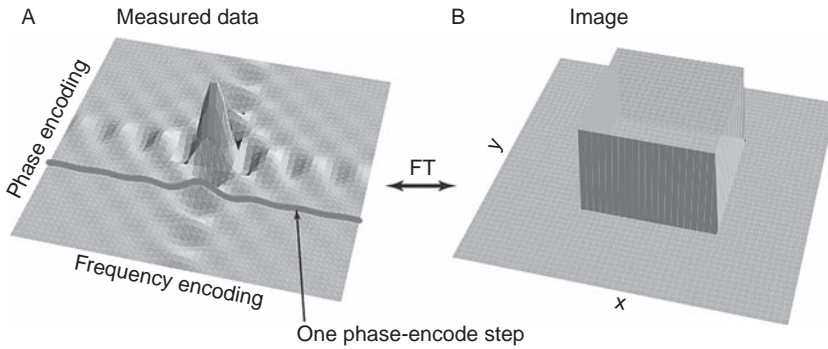 A Measured data
B Image
Phase encoding
Frequency encoding
One phase-encode step
FT
y
x